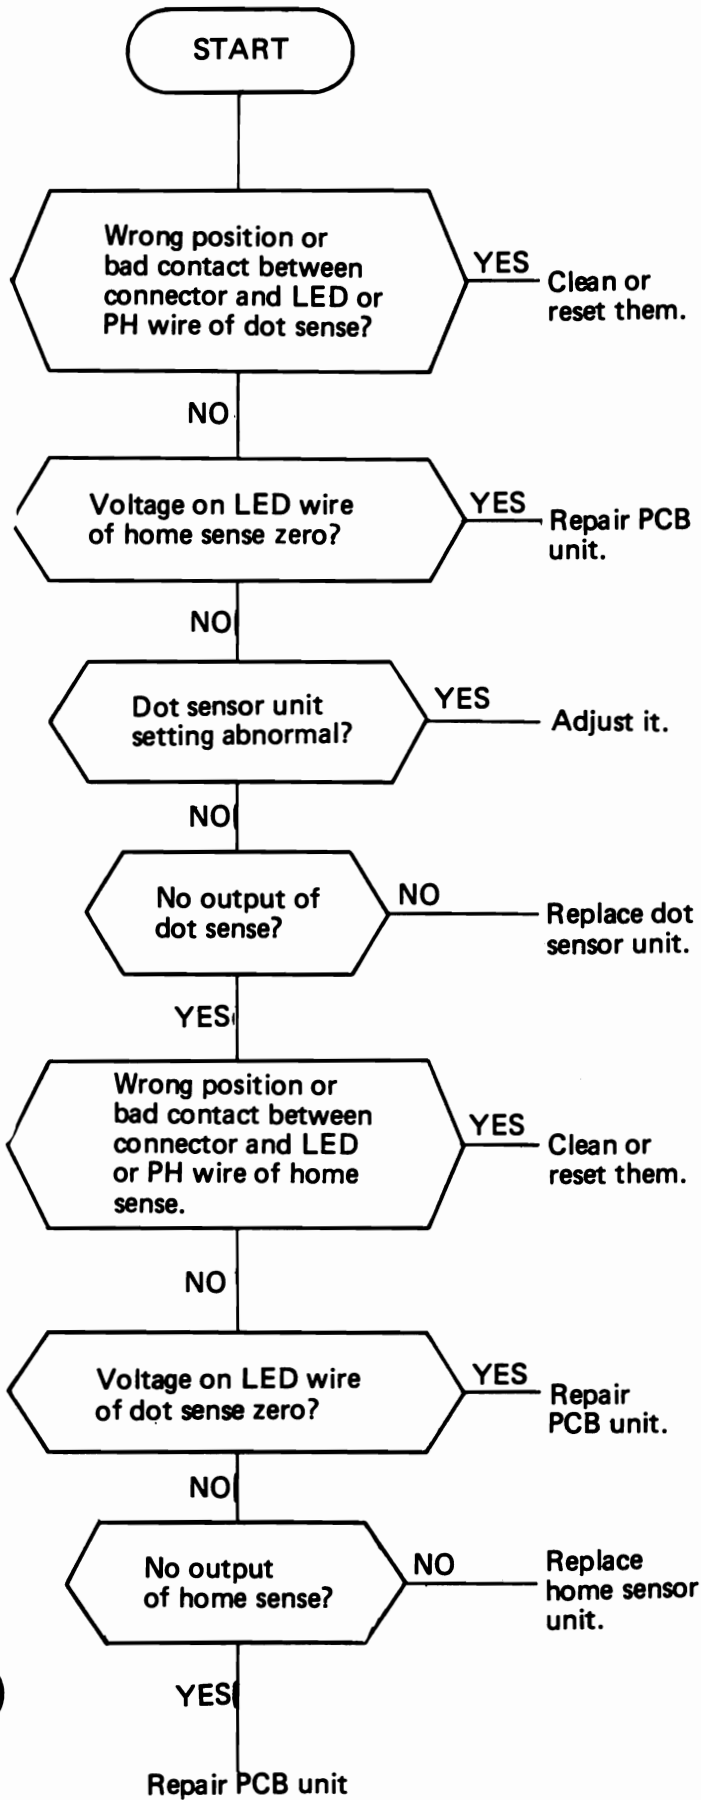 START
Wrong position or
bad contact between
connector and LED or
PH wire of dot sense?
YES
Clean or
reset them.
NO
Voltage on LED wire
of home sense zero?
YES
Repair PCB
unit.
NO
Dot sensor unit
setting abnormal?
YES
Adjust it.
NO
No output of
dot sense?
NO
Replace dot
sensor unit.
YES
Wrong position or
bad contact between
connector and LED
or PH wire of home
sense.
YES
Clean or
reset them.
NO
Voltage on LED wire
of dot sense zero?
YES
Repair
PCB unit.
NO
No output
of home sense?
NO
Replace
home sensor
unit.
YES
Repair PCB unit